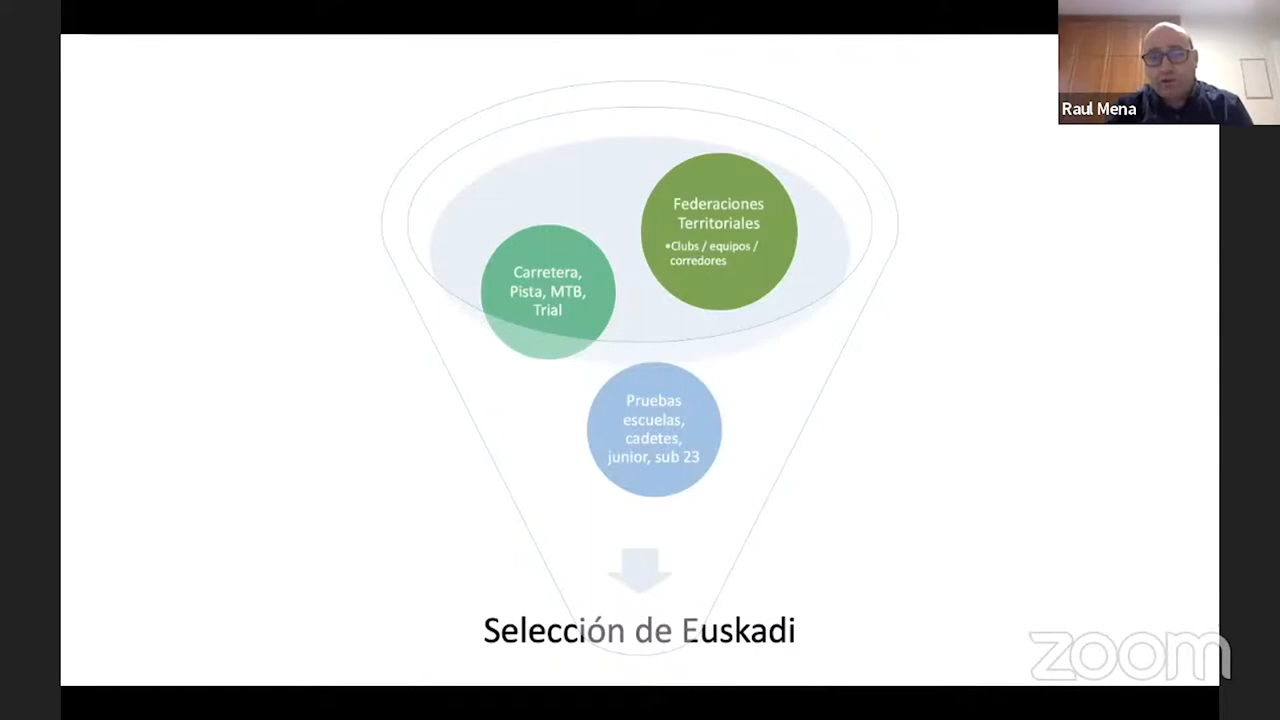 Raul Mena
Federaciones
Territoriales
•Clubs / equipos /
corredores
Carretera,
Pista, MTB,
Trial
Pruebas
escuelas,
cadetes,
junior, sub 23
Selección de Euskadi
zoom